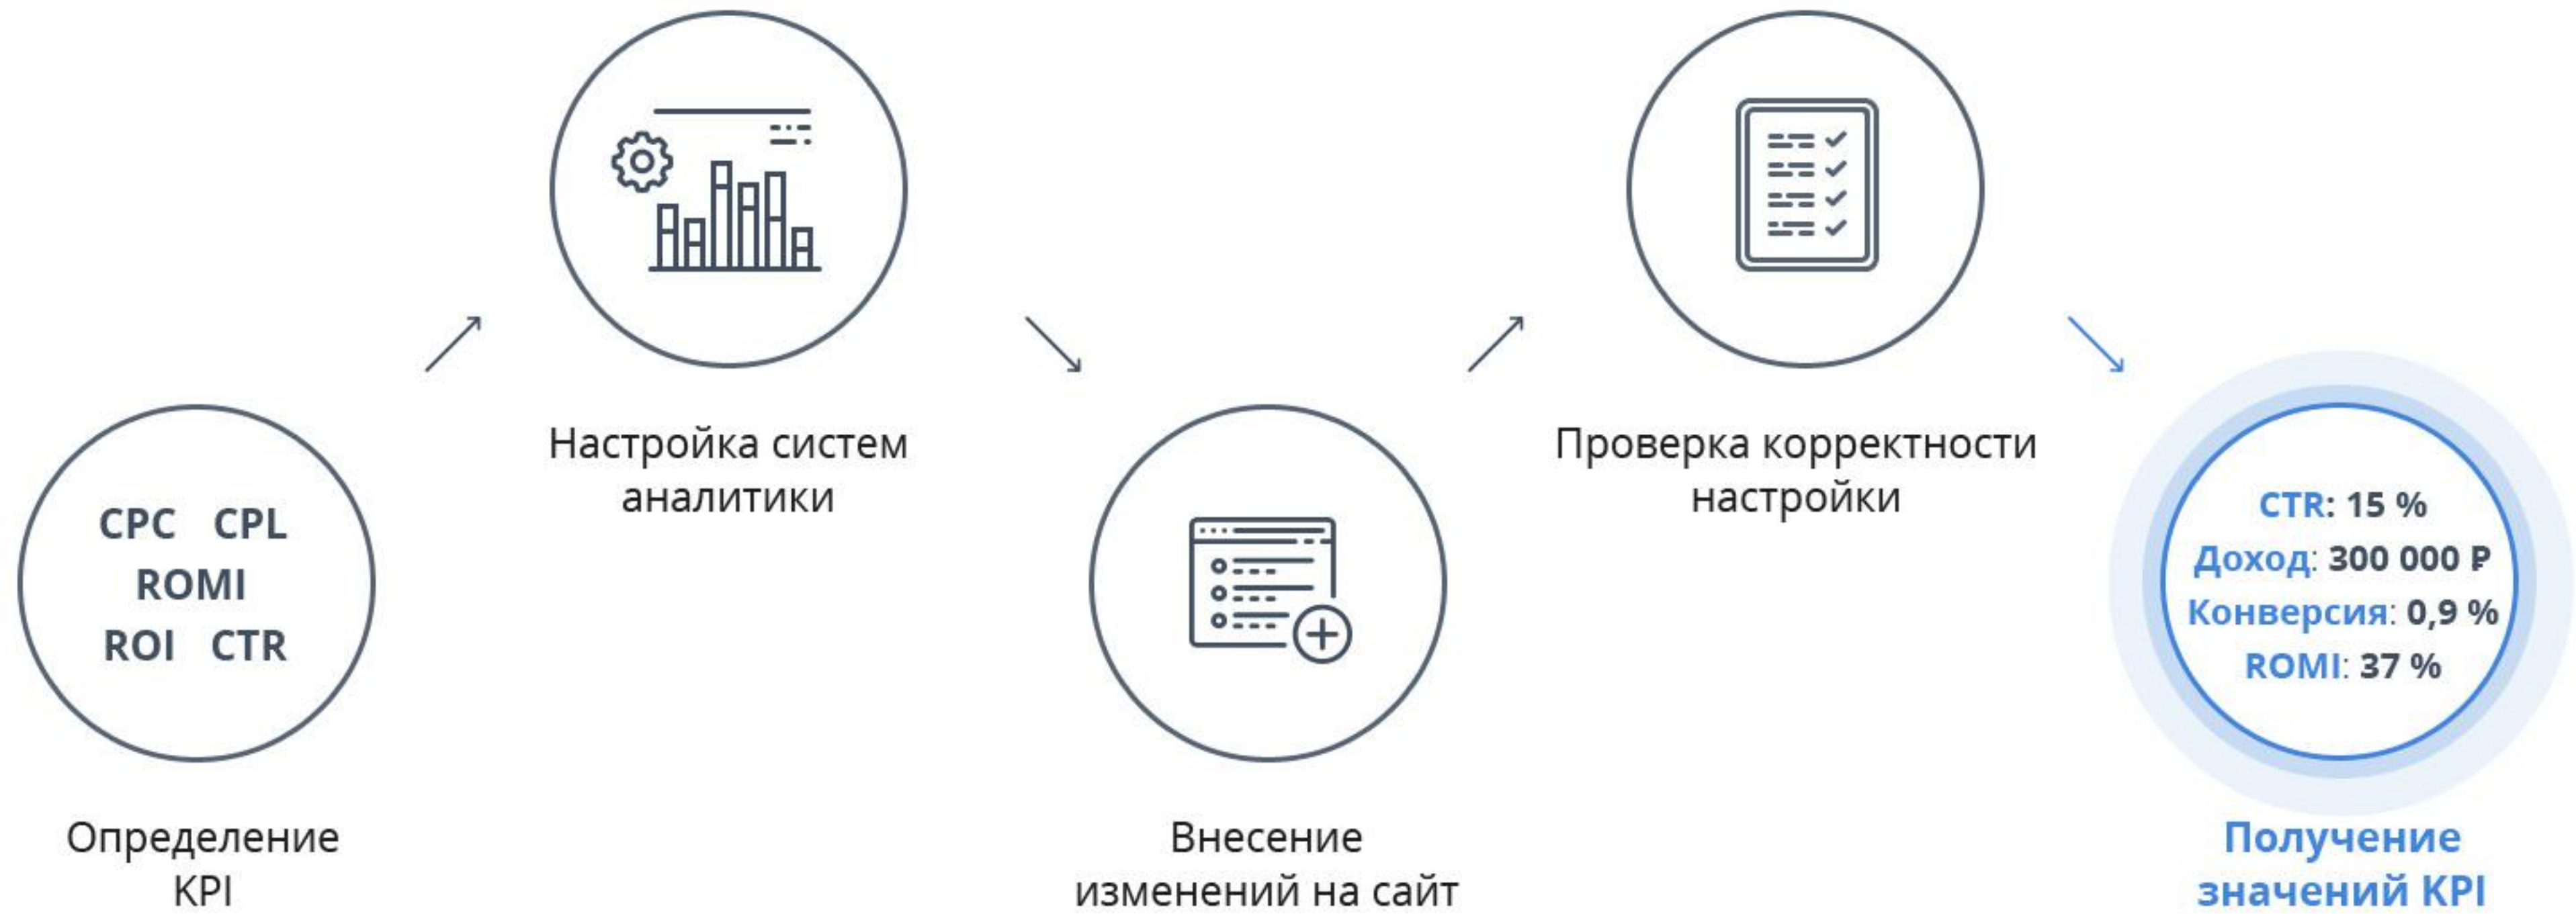 CPC CPL
ROMI
ROI CTR
Определение
KPI
Настройка систем
аналитики
Внесение
изменений на сайт
Проверка корректности
настройки
CTR: 15 %
Доход: 300 000 ₽
Конверсия: 0,9 %
ROMI: 37 %
Получение
значений KPI